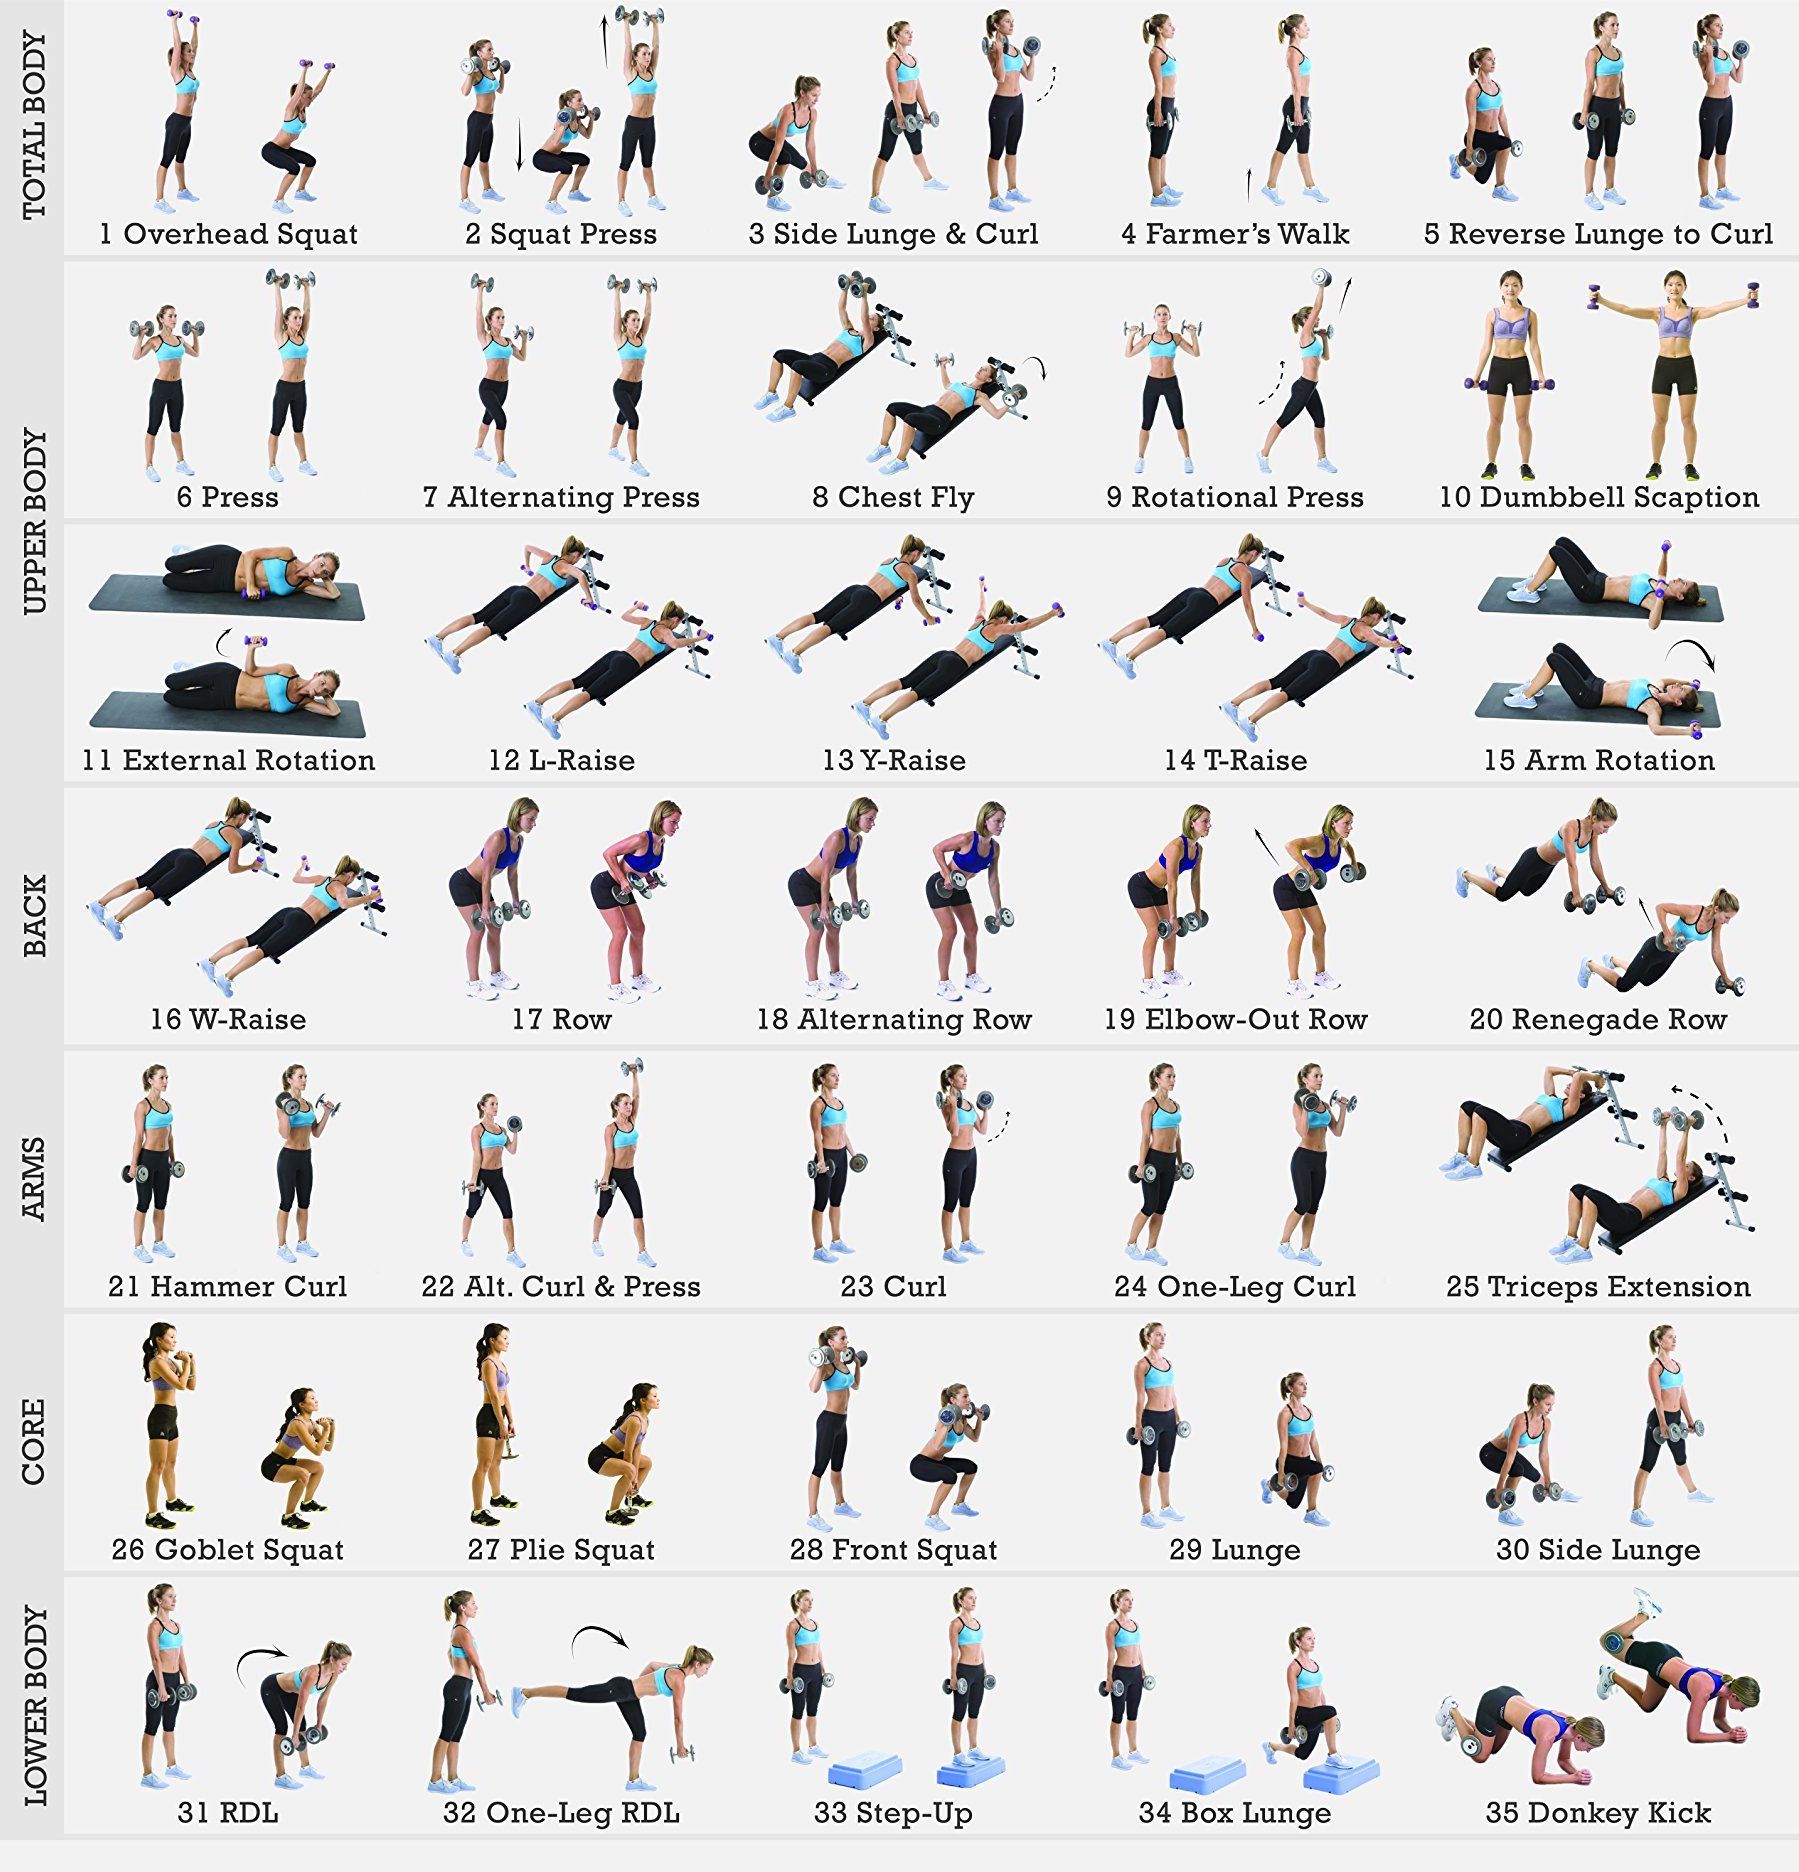 TOTAL BODY
1 Overhead Squat
2 Squat Press
3 Side Lunge & Curl
4 Farmer's Walk
5 Reverse Lunge to Curl
UPPER BODY
6 Press
7 Alternating Press
8 Chest Fly
9 Rotational Press
10 Dumbbell Scaption
11 External Rotation
12 L-Raise
13 Y-Raise
14 T-Raise
15 Arm Rotation
BACK
16 W-Raise
17 Row
18 Alternating Row
19 Elbow-Out Row
20 Renegade Row
ARMS
21 Hammer Curl
22 Alt. Curl & Press
23 Curl
24 One-Leg Curl
25 Triceps Extension
CORE
26 Goblet Squat
27 Plie Squat
28 Front Squat
29 Lunge
30 Side Lunge
LOWER BODY
31 RDL
32 One-Leg RDL
33 Step-Up
34 Box Lunge
35 Donkey Kick